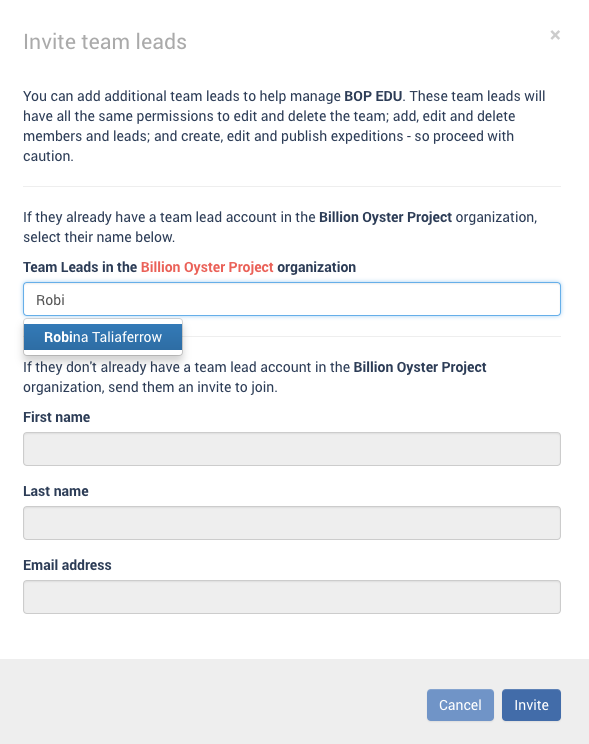 Invite team leads
×
You can add additional team leads to help manage BOP EDU. These team leads will
have all the same permissions to edit and delete the team; add, edit and delete
members and leads; and create, edit and publish expeditions - so proceed with
caution.
If they already have a team lead account in the Billion Oyster Project organization,
select their name below.
Team Leads in the Billion Oyster Project organization
Robi
Robina Taliaferrow
If they don't already have a team lead account in the Billion Oyster Project
organization, send them an invite to join.
First name
Last name
Email address
Cancel Invite